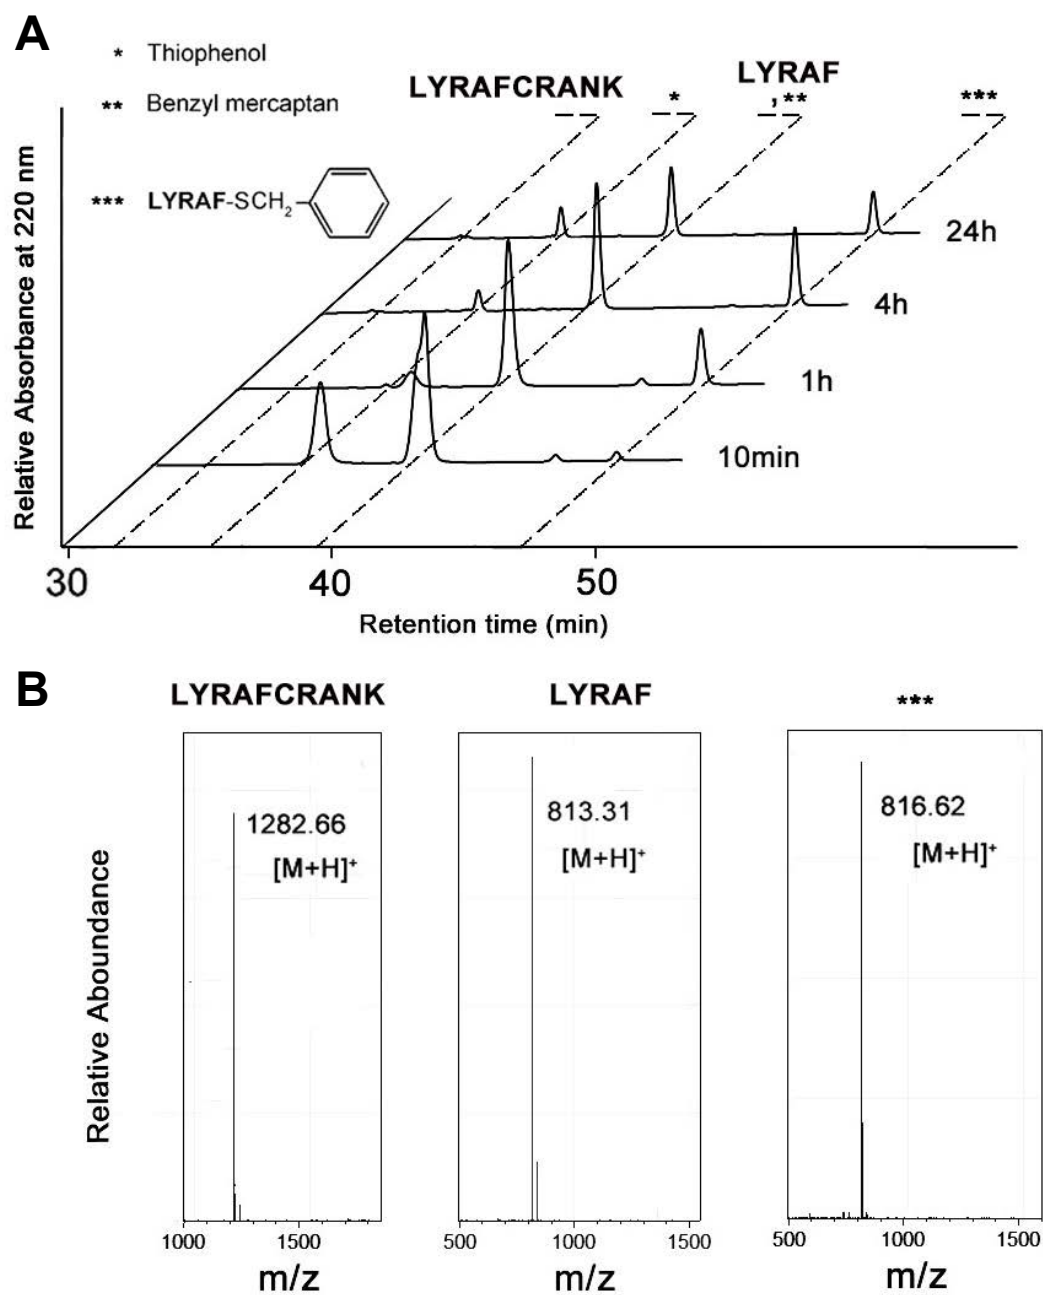 A
* Thiophenol
** Benzyl mercaptan
*** LYRAF-SCH2-
LYRAFCRANK
*
LYRAF
,**
***
24h
4h
1h
10min
Relative Absorbance at 220 nm
30 40 50
Retention time (min)
B
LYRAFCRANK LYRAF ***
1282.66
[M+H]+
813.31
[M+H]+
816.62
[M+H]+
Relative Aboundance
1000 1500
500 1000 1500
500 1000 1500
m/z m/z m/z